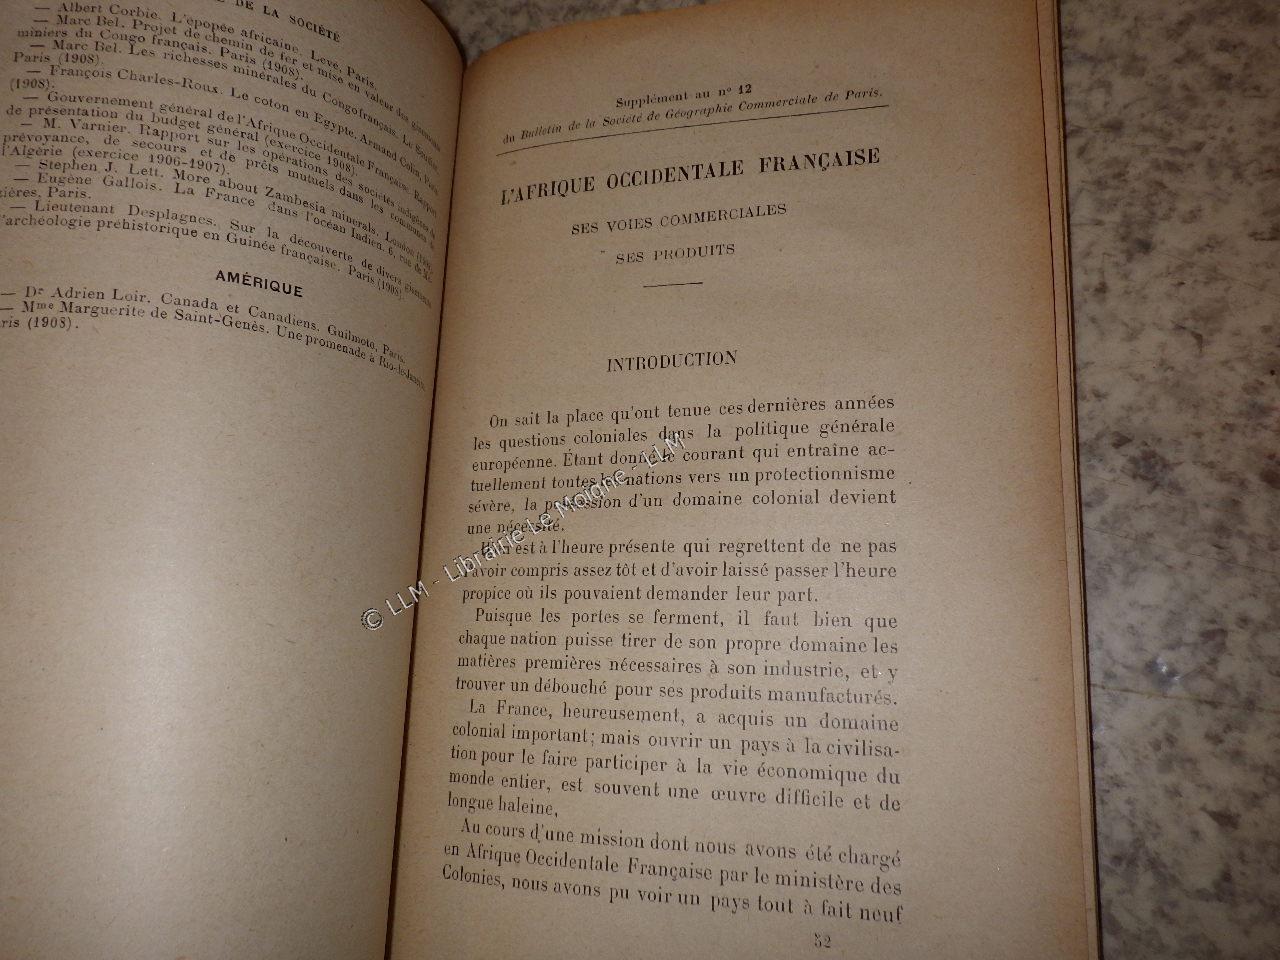 DE LA SOCIÉTÉ
— Albert Corbie. L'épopée africaine. Levé, Paris.
— Marc Bel. Projet de chemin de fer et mise en valeur des gisements
miniers du Congo français. Paris (1908).
— Marc Bel. Les richesses minérales du Congo français. Le Soudier
Paris (1908).
— François Charles-Roux. Le coton en Egypte. Armand Colin, Paris
(1908).
— Gouvernement général de l'Afrique Occidentale Française. Rapport
de présentation du budget général (exercice 1908).
— M. Varnier. Rapport sur les opérations des sociétés indigènes de
prévoyance, de secours et de prêts mutuels dans les communes de
l'Algérie (exercice 1906-1907).
— Stephen J. Lett. More about Zambesia minerals. London (1908).
— Eugène Gallois. La France dans l'océan Indien. 6, rue de
gières, Paris.
— Lieutenant Desplagnes. Sur la découverte de divers gisements
d'archéologie préhistorique en Guinée française. Paris (1908).
AMÉRIQUE
— Dr Adrien Loir. Canada et Canadiens. Guilmoto, Paris.
— Mme Marguerite de Saint-Genès. Une promenade à Rio-de-Janeiro.
ris (1908).
Supplément au n° 12
du Bulletin de la Société de Géographie Commerciale de Paris.
L'AFRIQUE OCCIDENTALE FRANÇAISE
SES VOIES COMMERCIALES
SES PRODUITS
INTRODUCTION
On sait la place qu'ont tenue ces dernières années
les questions coloniales dans la politique générale
européenne. Étant donné le courant qui entraîne ac-
tuellement toutes les nations vers un protectionnisme
sévère, la possession d'un domaine colonial devient
une nécessité.
Il en est à l'heure présente qui regrettent de ne pas
l'avoir compris assez tôt et d'avoir laissé passer l'heure
propice où ils pouvaient demander leur part.
Puisque les portes se ferment, il faut bien que
chaque nation puisse tirer de son propre domaine les
matières premières nécessaires à son industrie, et y
trouver un débouché pour ses produits manufacturés.
La France, heureusement, a acquis un domaine
colonial important; mais ouvrir un pays à la civilisa-
tion pour le faire participer à la vie économique du
monde entier, est souvent une œuvre difficile et de
longue haleine,
Au cours d'une mission dont nous avons été chargé
en Afrique Occidentale Française par le ministère des
Colonies, nous avons pu voir un pays tout à fait neuf
52
© LLM - Librairie Le Moigne - LLM